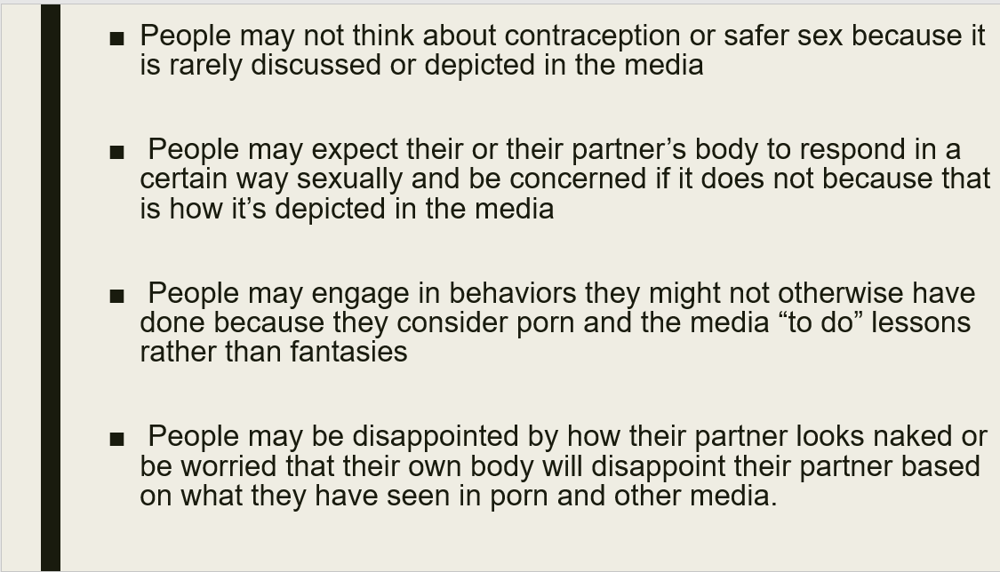 ■ People may not think about contraception or safer sex because it
is rarely discussed or depicted in the media
■ People may expect their or their partner’s body to respond in a
certain way sexually and be concerned if it does not because that
is how it’s depicted in the media
■ People may engage in behaviors they might not otherwise have
done because they consider porn and the media “to do” lessons
rather than fantasies
■ People may be disappointed by how their partner looks naked or
be worried that their own body will disappoint their partner based
on what they have seen in porn and other media.